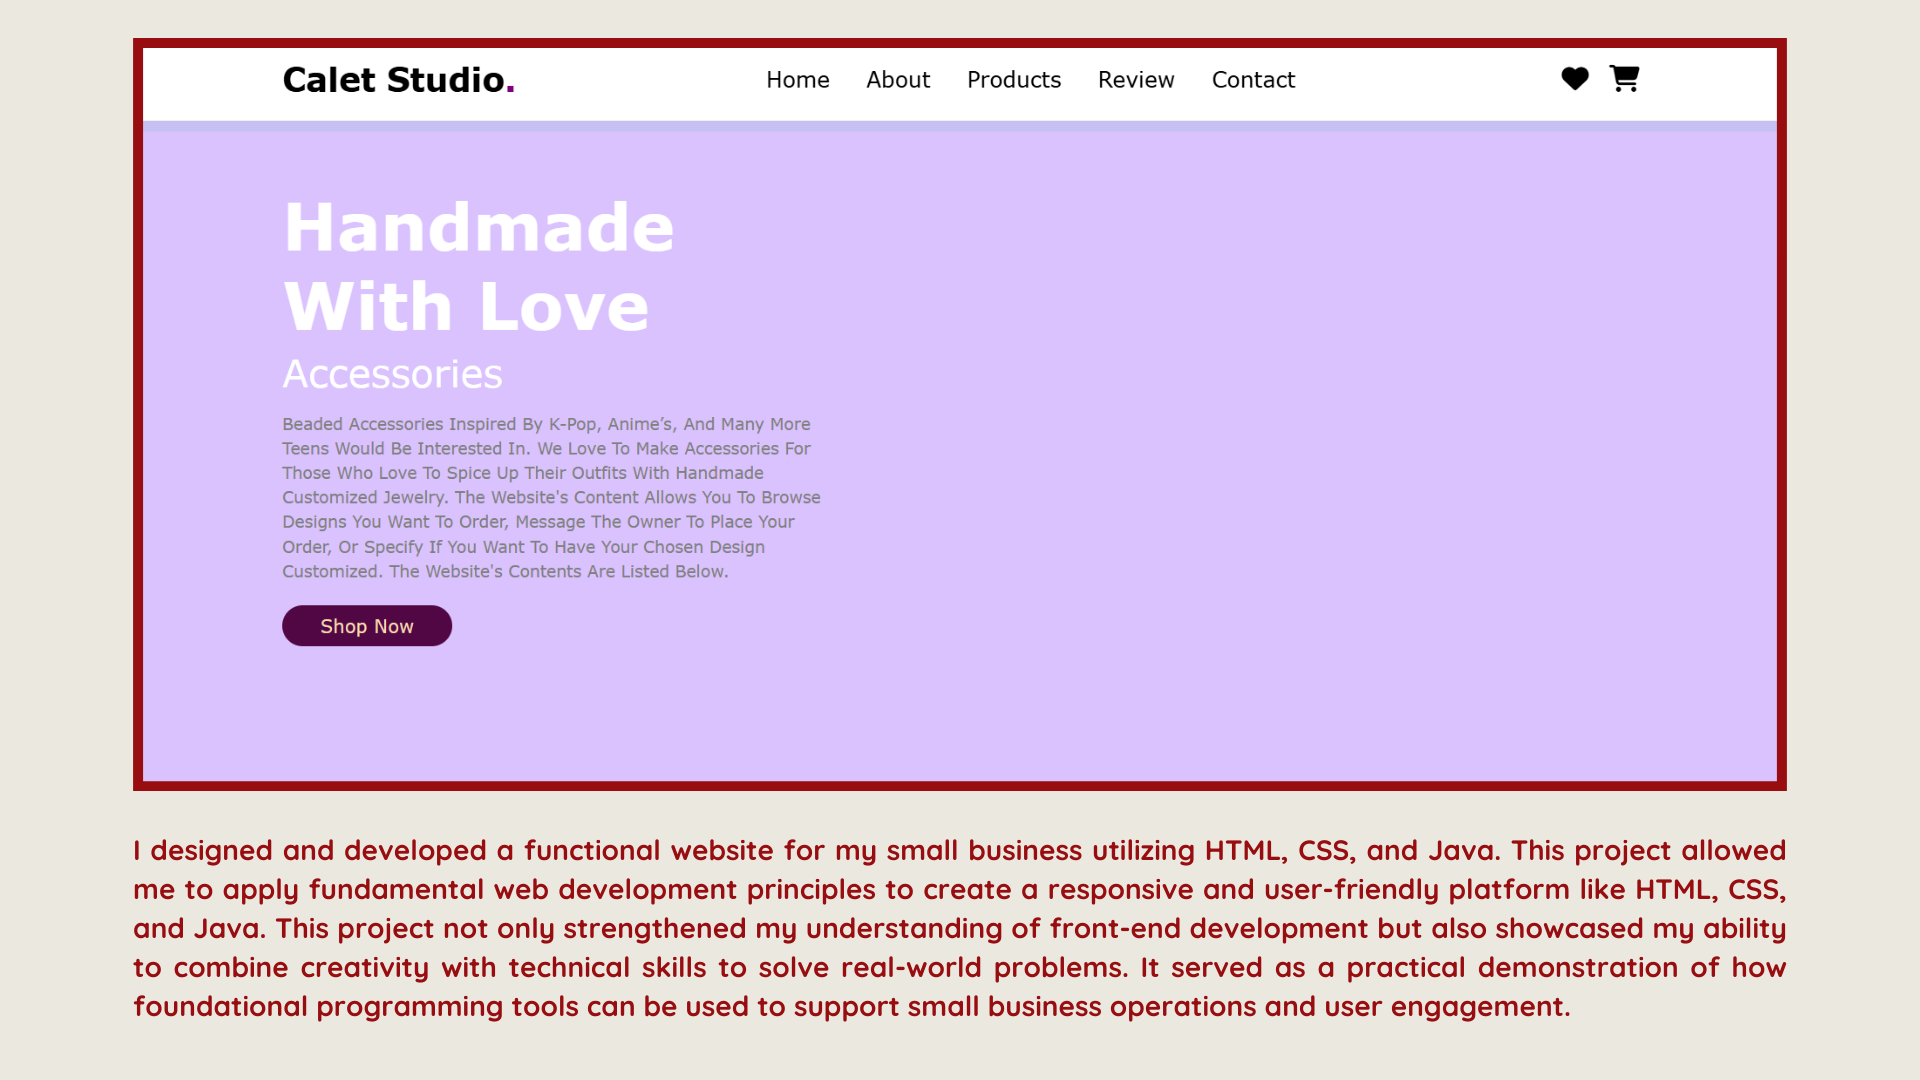 Calet Studio.
Home About Products Review Contact
Handmade
With Love
Accessories
Beaded Accessories Inspired By K-Pop, Anime’s, And Many More
Teens Would Be Interested In. We Love To Make Accessories For
Those Who Love To Spice Up Their Outfits With Handmade
Customized Jewelry. The Website's Content Allows You To Browse
Designs You Want To Order, Message The Owner To Place Your
Order, Or Specify If You Want To Have Your Chosen Design
Customized. The Website's Contents Are Listed Below.
Shop Now
I designed and developed a functional website for my small business utilizing HTML, CSS, and Java. This project allowed
me to apply fundamental web development principles to create a responsive and user-friendly platform like HTML, CSS,
and Java. This project not only strengthened my understanding of front-end development but also showcased my ability
to combine creativity with technical skills to solve real-world problems. It served as a practical demonstration of how
foundational programming tools can be used to support small business operations and user engagement.